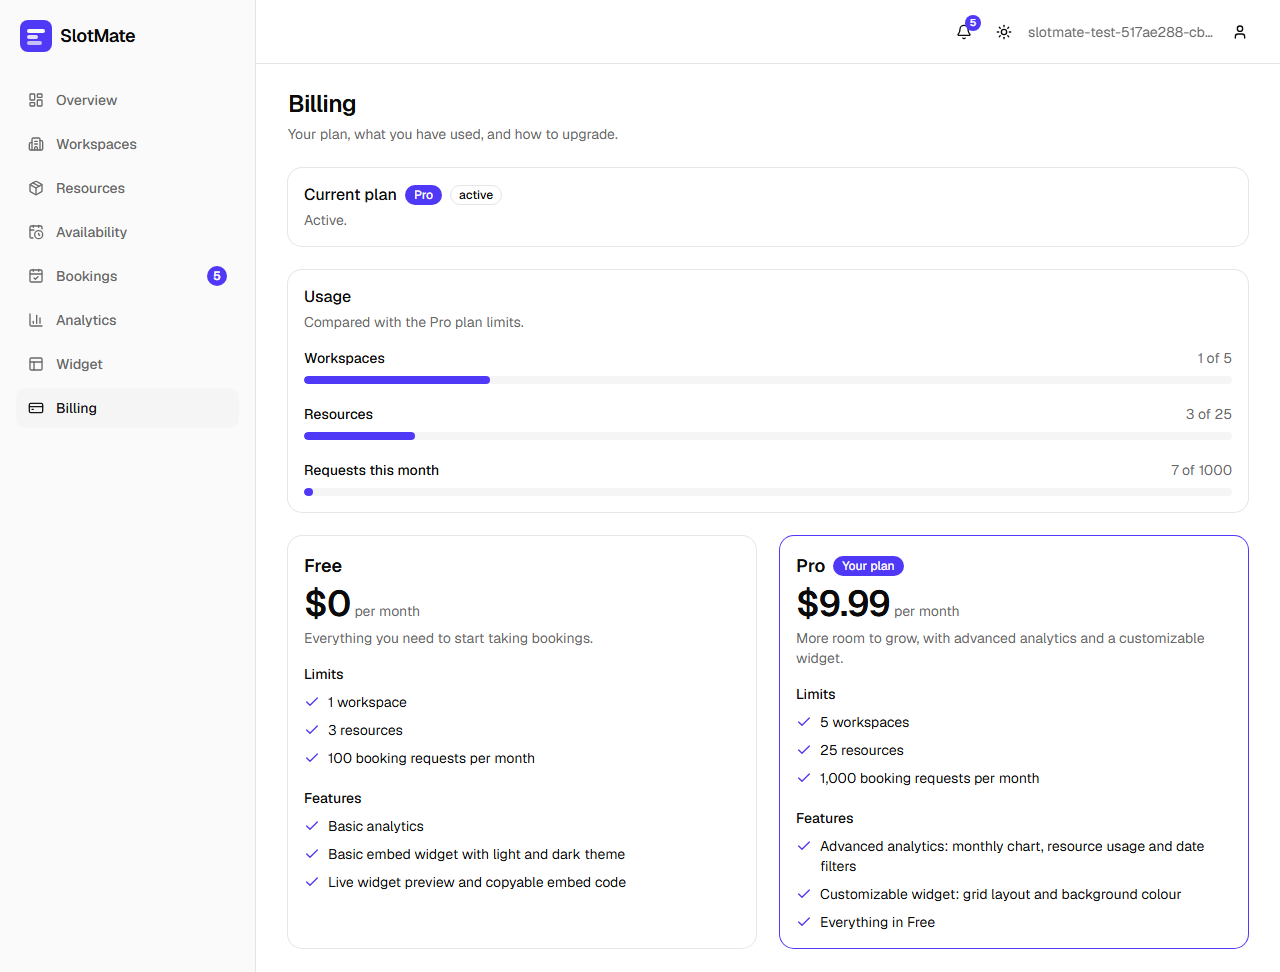 SlotMate
5
slotmate-test-517ae288-cb...
Overview
Workspaces
Resources
Availability
Bookings 5
Analytics
Widget
Billing
Billing
Your plan, what you have used, and how to upgrade.
Current plan Pro active
Active.
Usage
Compared with the Pro plan limits.
Workspaces 1 of 5
Resources 3 of 25
Requests this month 7 of 1000
Free
$0 per month
Everything you need to start taking bookings.
Limits
1 workspace
3 resources
100 booking requests per month
Features
Basic analytics
Basic embed widget with light and dark theme
Live widget preview and copyable embed code
Pro Your plan
$9.99 per month
More room to grow, with advanced analytics and a customizable
widget.
Limits
5 workspaces
25 resources
1,000 booking requests per month
Features
Advanced analytics: monthly chart, resource usage and date
filters
Customizable widget: grid layout and background colour
Everything in Free